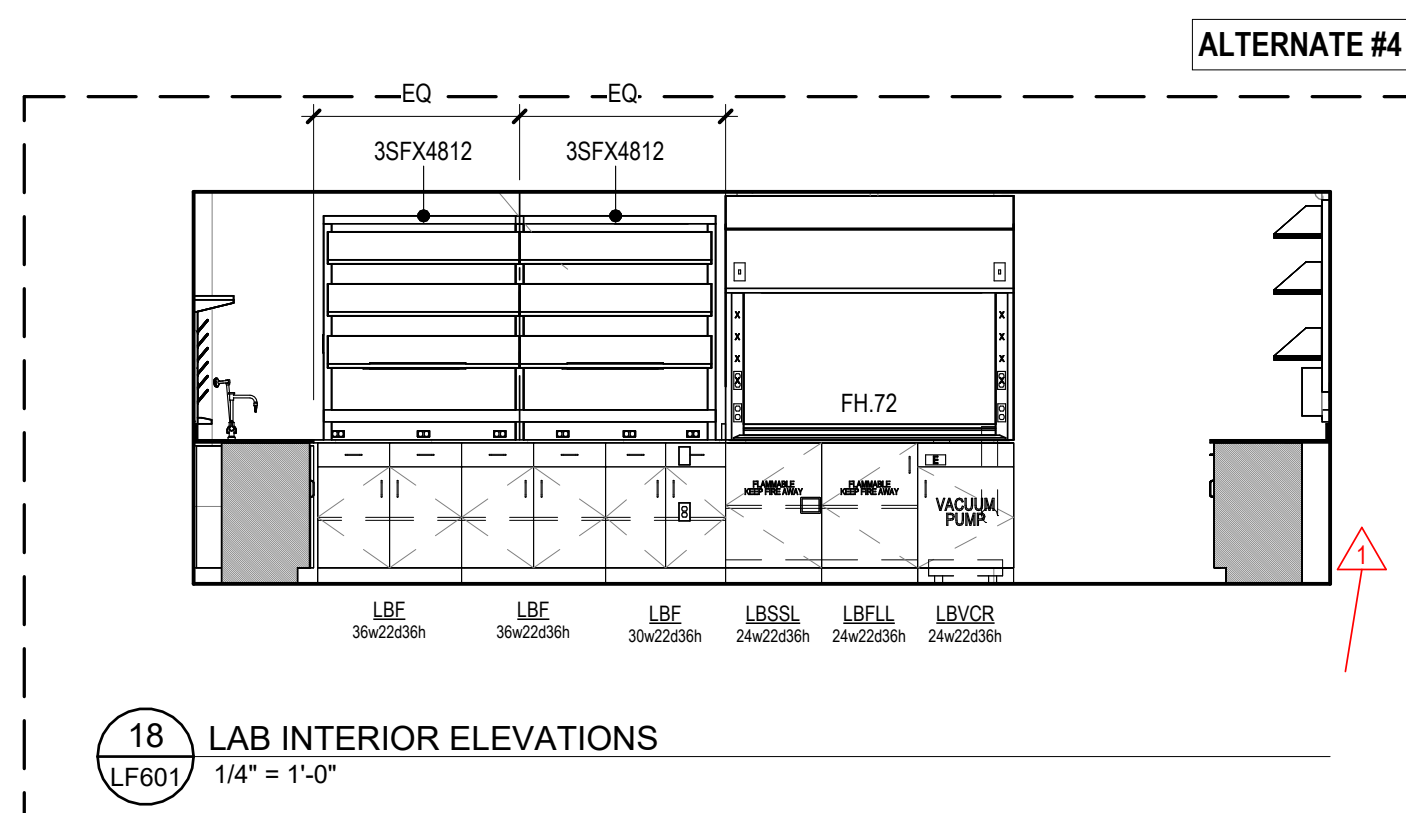 ALTERNATE #4
EQ EQ
3SFX4812 3SFX4812
FH.72
E
FLAMMABLE
KEEP FIRE AWAY
FLAMMABLE
KEEP FIRE AWAY
VACUUM
PUMP
1
LBF
36w22d36h
LBF
36w22d36h
LBF
30w22d36h
LBSSL
24w22d36h
LBFLL
24w22d36h
LBVCR
24w22d36h
18
LF601
LAB INTERIOR ELEVATIONS
1/4" = 1'-0"